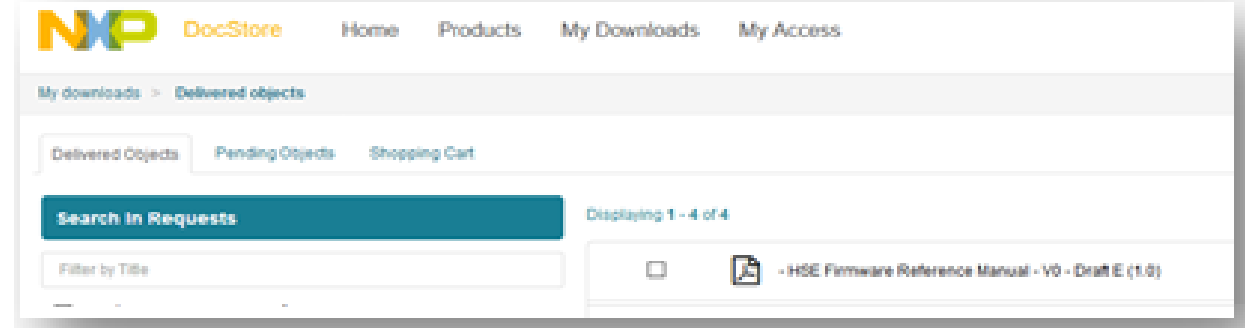 NXP DocStore Home Products My Downloads My Access
My downloads > Delivered objects
Delivered Objects Pending Objects Shopping Cart
Search In Requests
Displaying 1 - 4 of 4
Filter by Title
- HSE Firmware Reference Manual - V0 - Draft E (1.0)